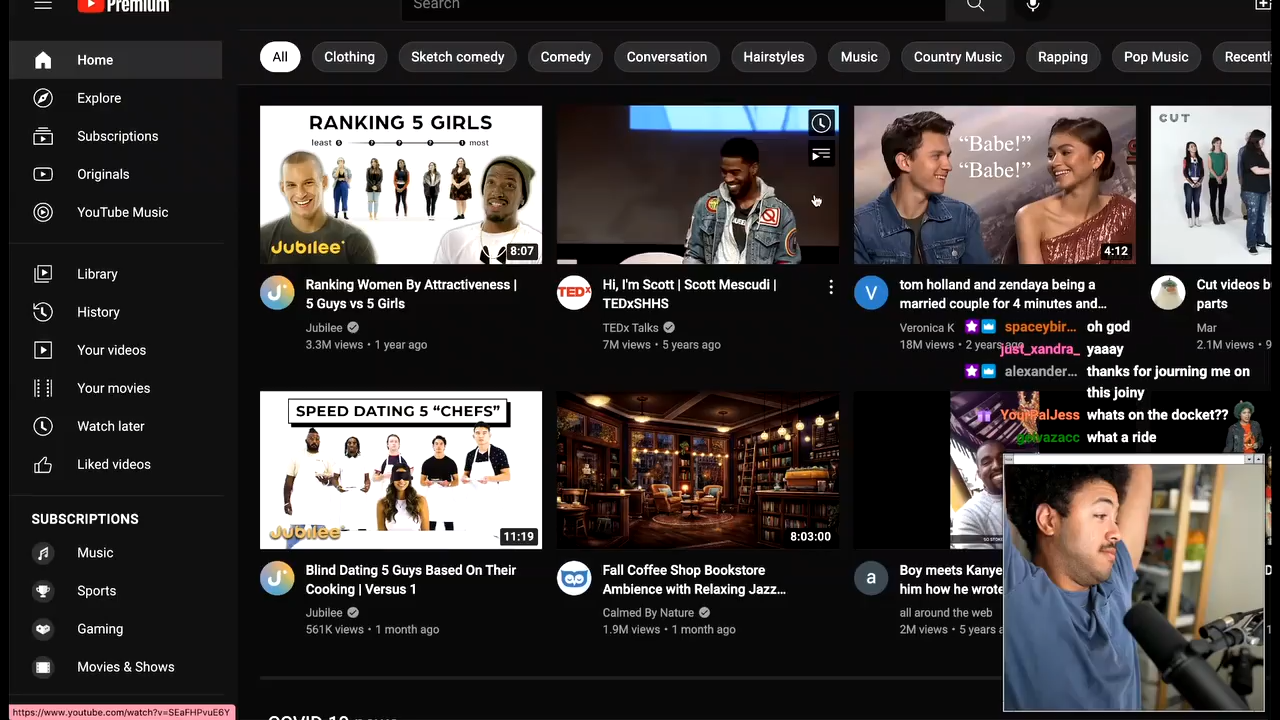 Premium
Search
Home
Explore
Subscriptions
Originals
YouTube Music
Library
History
Your videos
Your movies
Watch later
Liked videos
SUBSCRIPTIONS
Music
Sports
Gaming
Movies & Shows
https://www.youtube.com/watch?v=SEaFHPvuE6Y
All
Clothing
Sketch comedy
Comedy
Conversation
Hairstyles
Music
Country Music
Rapping
Pop Music
Recently
RANKING 5 GIRLS
least 5 1 most
Jubilee
8:07
Ranking Women By Attractiveness |
5 Guys vs 5 Girls
Jubilee
3.3M views • 1 year ago
Hi, I'm Scott | Scott Mescudi |
TEDxSHHS
TEDx
TEDx Talks
7M views • 5 years ago
“Babe!”
“Babe!”
4:12
V
tom holland and zendaya being a
married couple for 4 minutes and...
Veronica K
18M views • 2 years ago
CUT
Cut videos b
parts
Mar
2.1M views • 9
spaceybir... oh god
just_xandra_ yaaay
alexander... thanks for journing me on
this joiny
YourPalJess whats on the docket??
what a ride
SPEED DATING 5 “CHEFS”
Jubilee
11:19
Blind Dating 5 Guys Based On Their
Cooking | Versus 1
Jubilee
561K views • 1 month ago
8:03:00
Fall Coffee Shop Bookstore
Ambience with Relaxing Jazz...
Calmed By Nature
1.9M views • 1 month ago
a
Boy meets Kanye
him how he wrote
all around the web
2M views • 5 years a
COVID-19 news